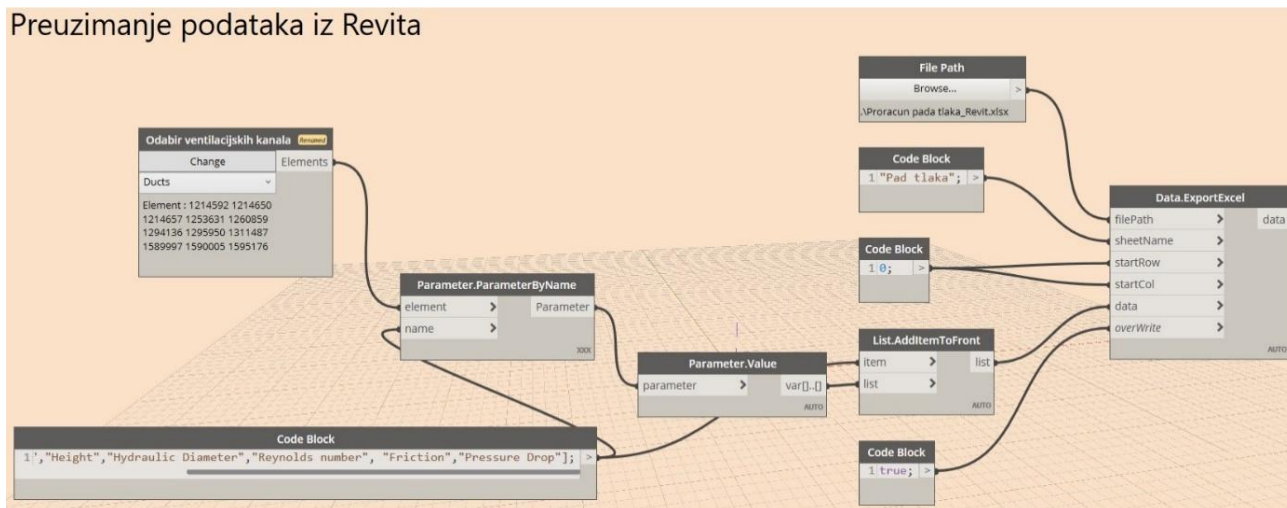 Preuzimanje podataka iz Revita
File Path
Browse...
>
.\Proracun pada tlaka_Revit.xlsx
Odabir ventilacijskih kanala Renamed
Change Elements
Ducts
Element : 1214592 1214650
1214657 1253631 1260859
1294136 1295950 1311487
1589997 1590005 1595176
Code Block
1 "Pad tlaka"; >
Data.ExportExcel
filePath > data
sheetName >
startRow >
startCol >
data >
overWrite >
AUTO
Code Block
1 0; >
Parameter.ParameterByName
element > Parameter
name >
XXX
List.AddItemToFront
item > list
list >
AUTO
Parameter.Value
parameter > var[]..[]
AUTO
Code Block
1 ","Height","Hydraulic Diameter","Reynolds number", "Friction","Pressure Drop"]; >
Code Block
1 true; >